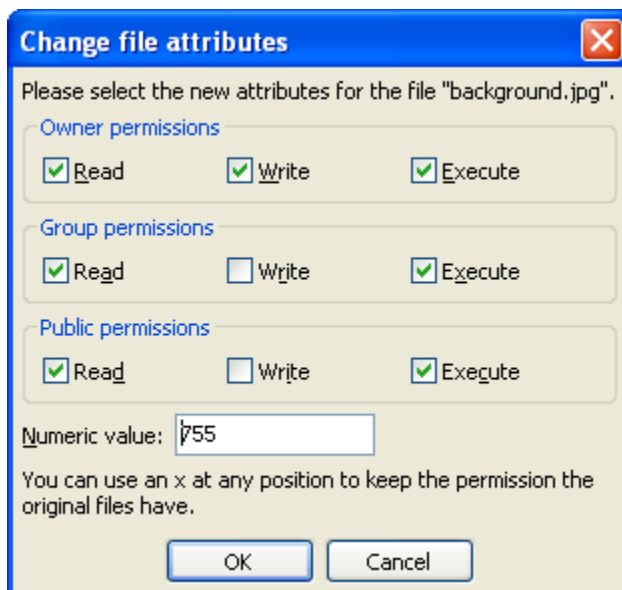 Change file attributes
Please select the new attributes for the file "background.jpg".
Owner permissions
Read Write Execute
Group permissions
Read Write Execute
Public permissions
Read Write Execute
Numeric value: 755
You can use an x at any position to keep the permission the
original files have.
OK Cancel